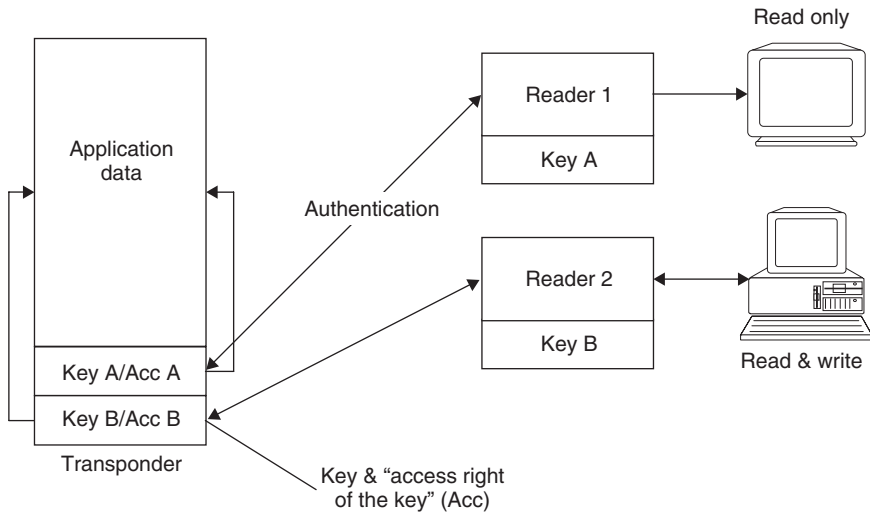 Read only
Reader 1
Key A
Application
data
Authentication
Reader 2
Key B
Read & write
Key A/Acc A
Key B/Acc B
Transponder
Key & “access right
of the key” (Acc)